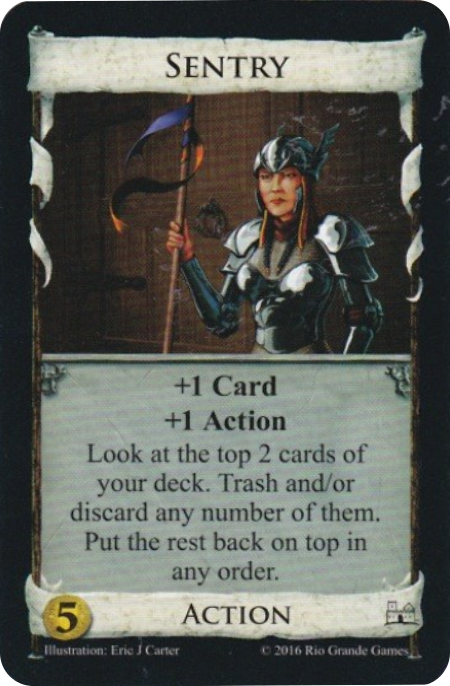 SENTRY
+1 Card
+1 Action
Look at the top 2 cards of
your deck. Trash and/or
discard any number of them.
Put the rest back on top in
any order.
5 ACTION
Illustration: Eric J Carter © 2016 Rio Grande Games